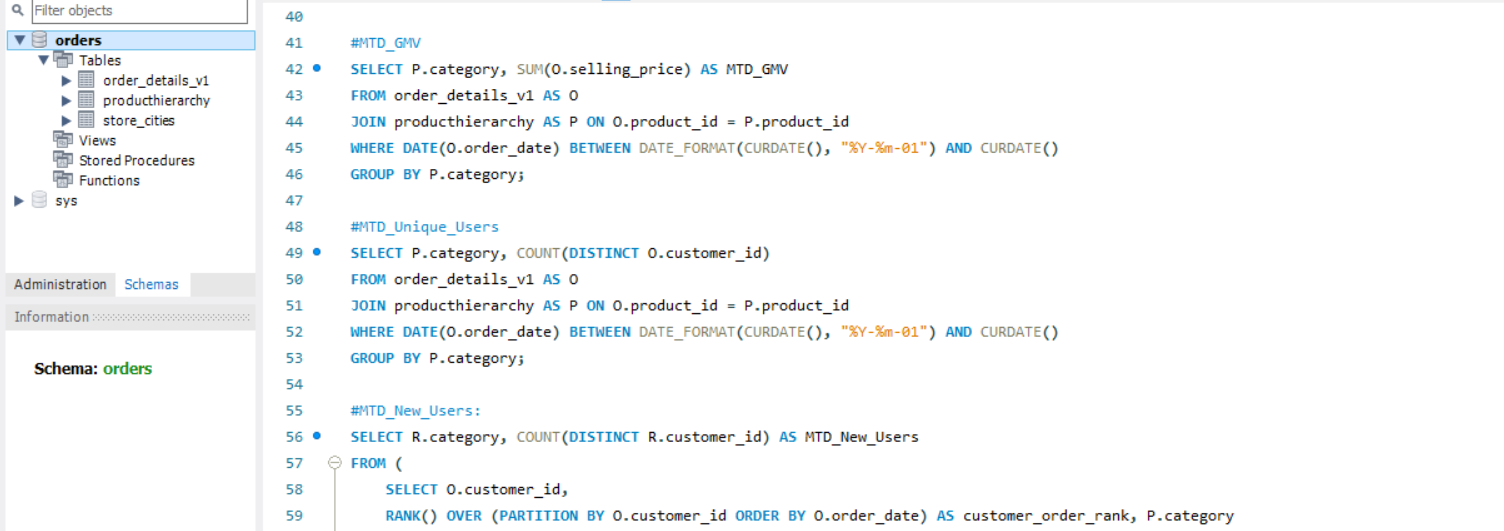 Filter objects
orders
Tables
order_details_v1
producthierarchy
store_cities
Views
Stored Procedures
Functions
sys
Administration Schemas
Information
Schema: orders
40
41 #MTD_GMV
42 SELECT P.category, SUM(O.selling_price) AS MTD_GMV
43 FROM order_details_v1 AS O
44 JOIN producthierarchy AS P ON O.product_id = P.product_id
45 WHERE DATE(O.order_date) BETWEEN DATE_FORMAT(CURDATE(), "%Y-%m-01") AND CURDATE()
46 GROUP BY P.category;
47
48 #MTD_Unique_Users
49 SELECT P.category, COUNT(DISTINCT O.customer_id)
50 FROM order_details_v1 AS O
51 JOIN producthierarchy AS P ON O.product_id = P.product_id
52 WHERE DATE(O.order_date) BETWEEN DATE_FORMAT(CURDATE(), "%Y-%m-01") AND CURDATE()
53 GROUP BY P.category;
54
55 #MTD_New_Users:
56 SELECT R.category, COUNT(DISTINCT R.customer_id) AS MTD_New_Users
57 FROM (
58 SELECT O.customer_id,
59 RANK() OVER (PARTITION BY O.customer_id ORDER BY O.order_date) AS customer_order_rank, P.category